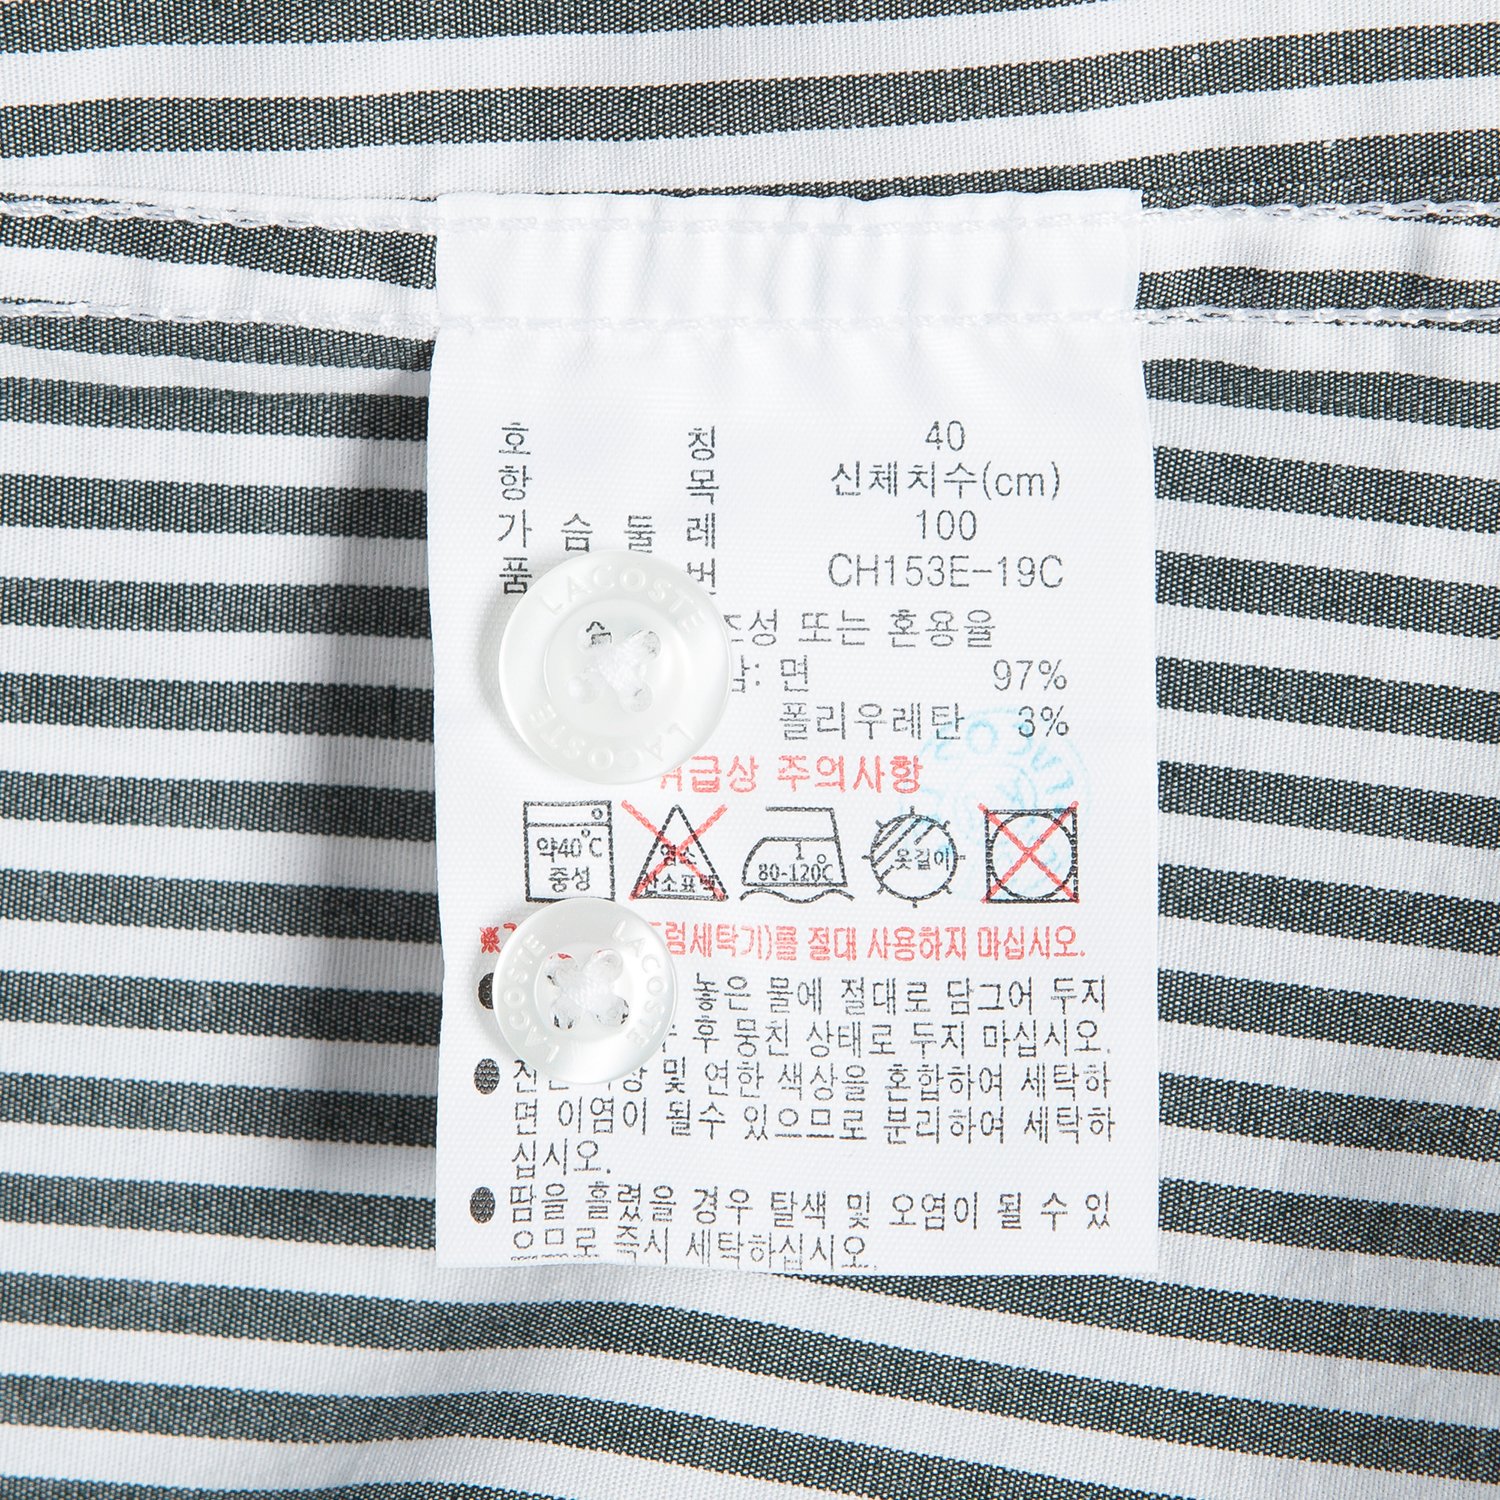 호 칭 40
항 목 신체치수(cm)
가 슴 둘 레 100
품 번 CH153E-19C
또는 혼용율
면 97%
폴리우레탄 3%
주의사항
약40°C
중성
80-120°C
옷걸이
절대 사용하지 마십시오.
놓은 물에 절대로 담그어 두지
후 뭉친 상태로 두지 마십시오.
및 연한 색상을 혼합하여 세탁하
면 이염이 될수 있으므로 분리하여 세탁하
십시오.
땀을 흘렸을 경우 탈색 및 오염이 될 수 있
으므로 즉시 세탁하십시오.
LACOSTE
LACOSTE
LACOSTE
LACOSTE